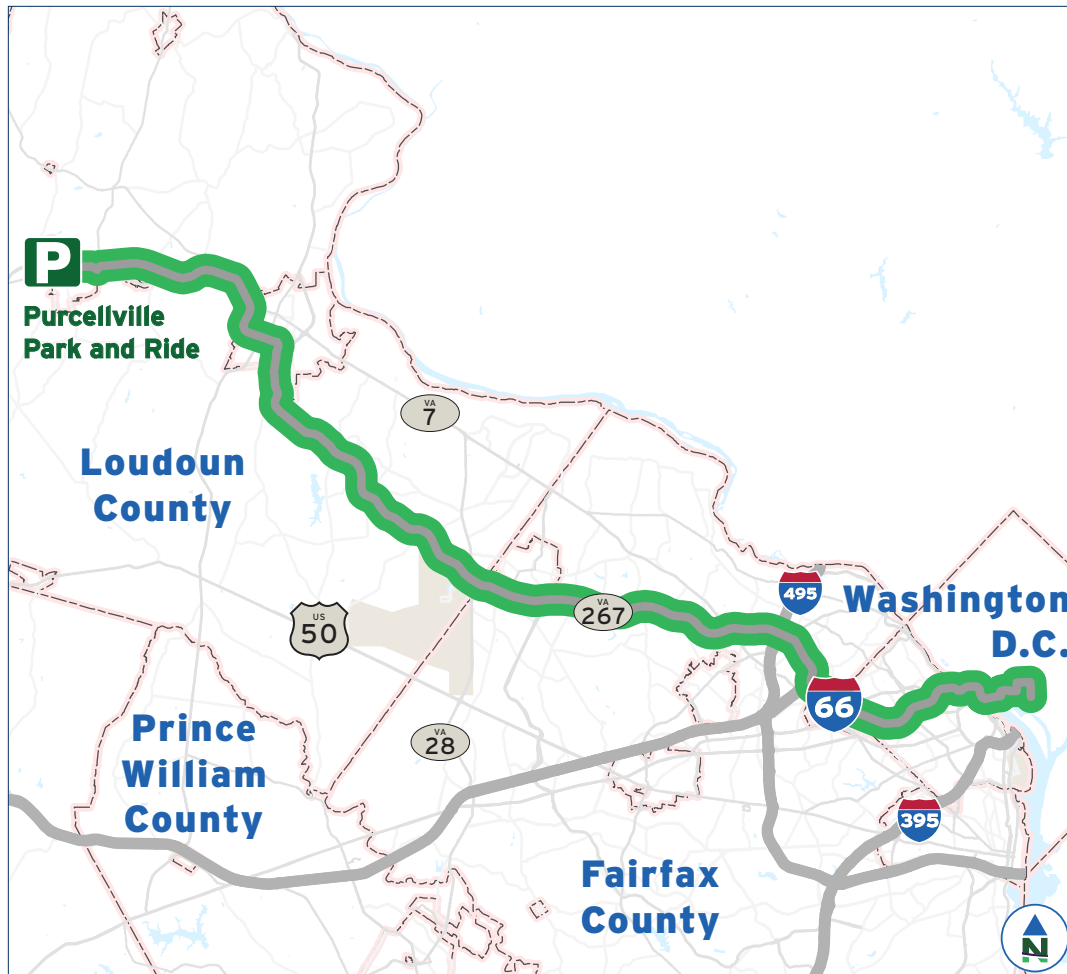 P
Purcellville
Park and Ride
VA
7
Loudoun
County
495
Washington
D.C.
VA
267
US
50
66
Prince
William
County
VA
28
395
Fairfax
County
N